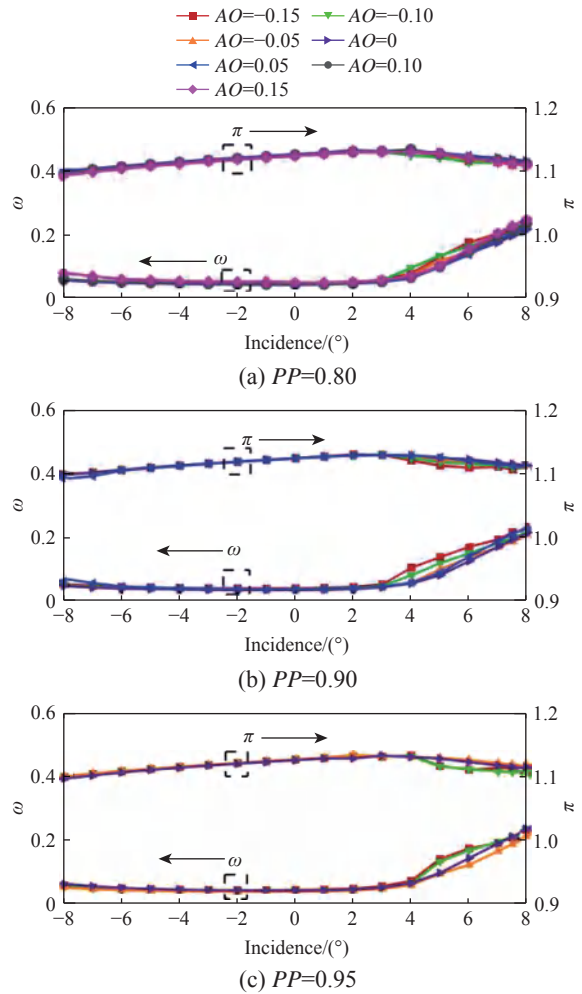 AO=−0.15 AO=−0.10
AO=−0.05 AO=0
AO=0.05 AO=0.10
AO=0.15
0.6 1.2
π
0.4 1.1
ω π
0.2 1.0
ω
0 0.9
−8 −6 −4 −2 0 2 4 6 8
Incidence/(°)
(a) PP=0.80
0.6 1.2
π
0.4 1.1
ω π
0.2 1.0
ω
0 0.9
−8 −6 −4 −2 0 2 4 6 8
Incidence/(°)
(b) PP=0.90
0.6 1.2
π
0.4 1.1
ω π
0.2 1.0
ω
0 0.9
−8 −6 −4 −2 0 2 4 6 8
Incidence/(°)
(c) PP=0.95